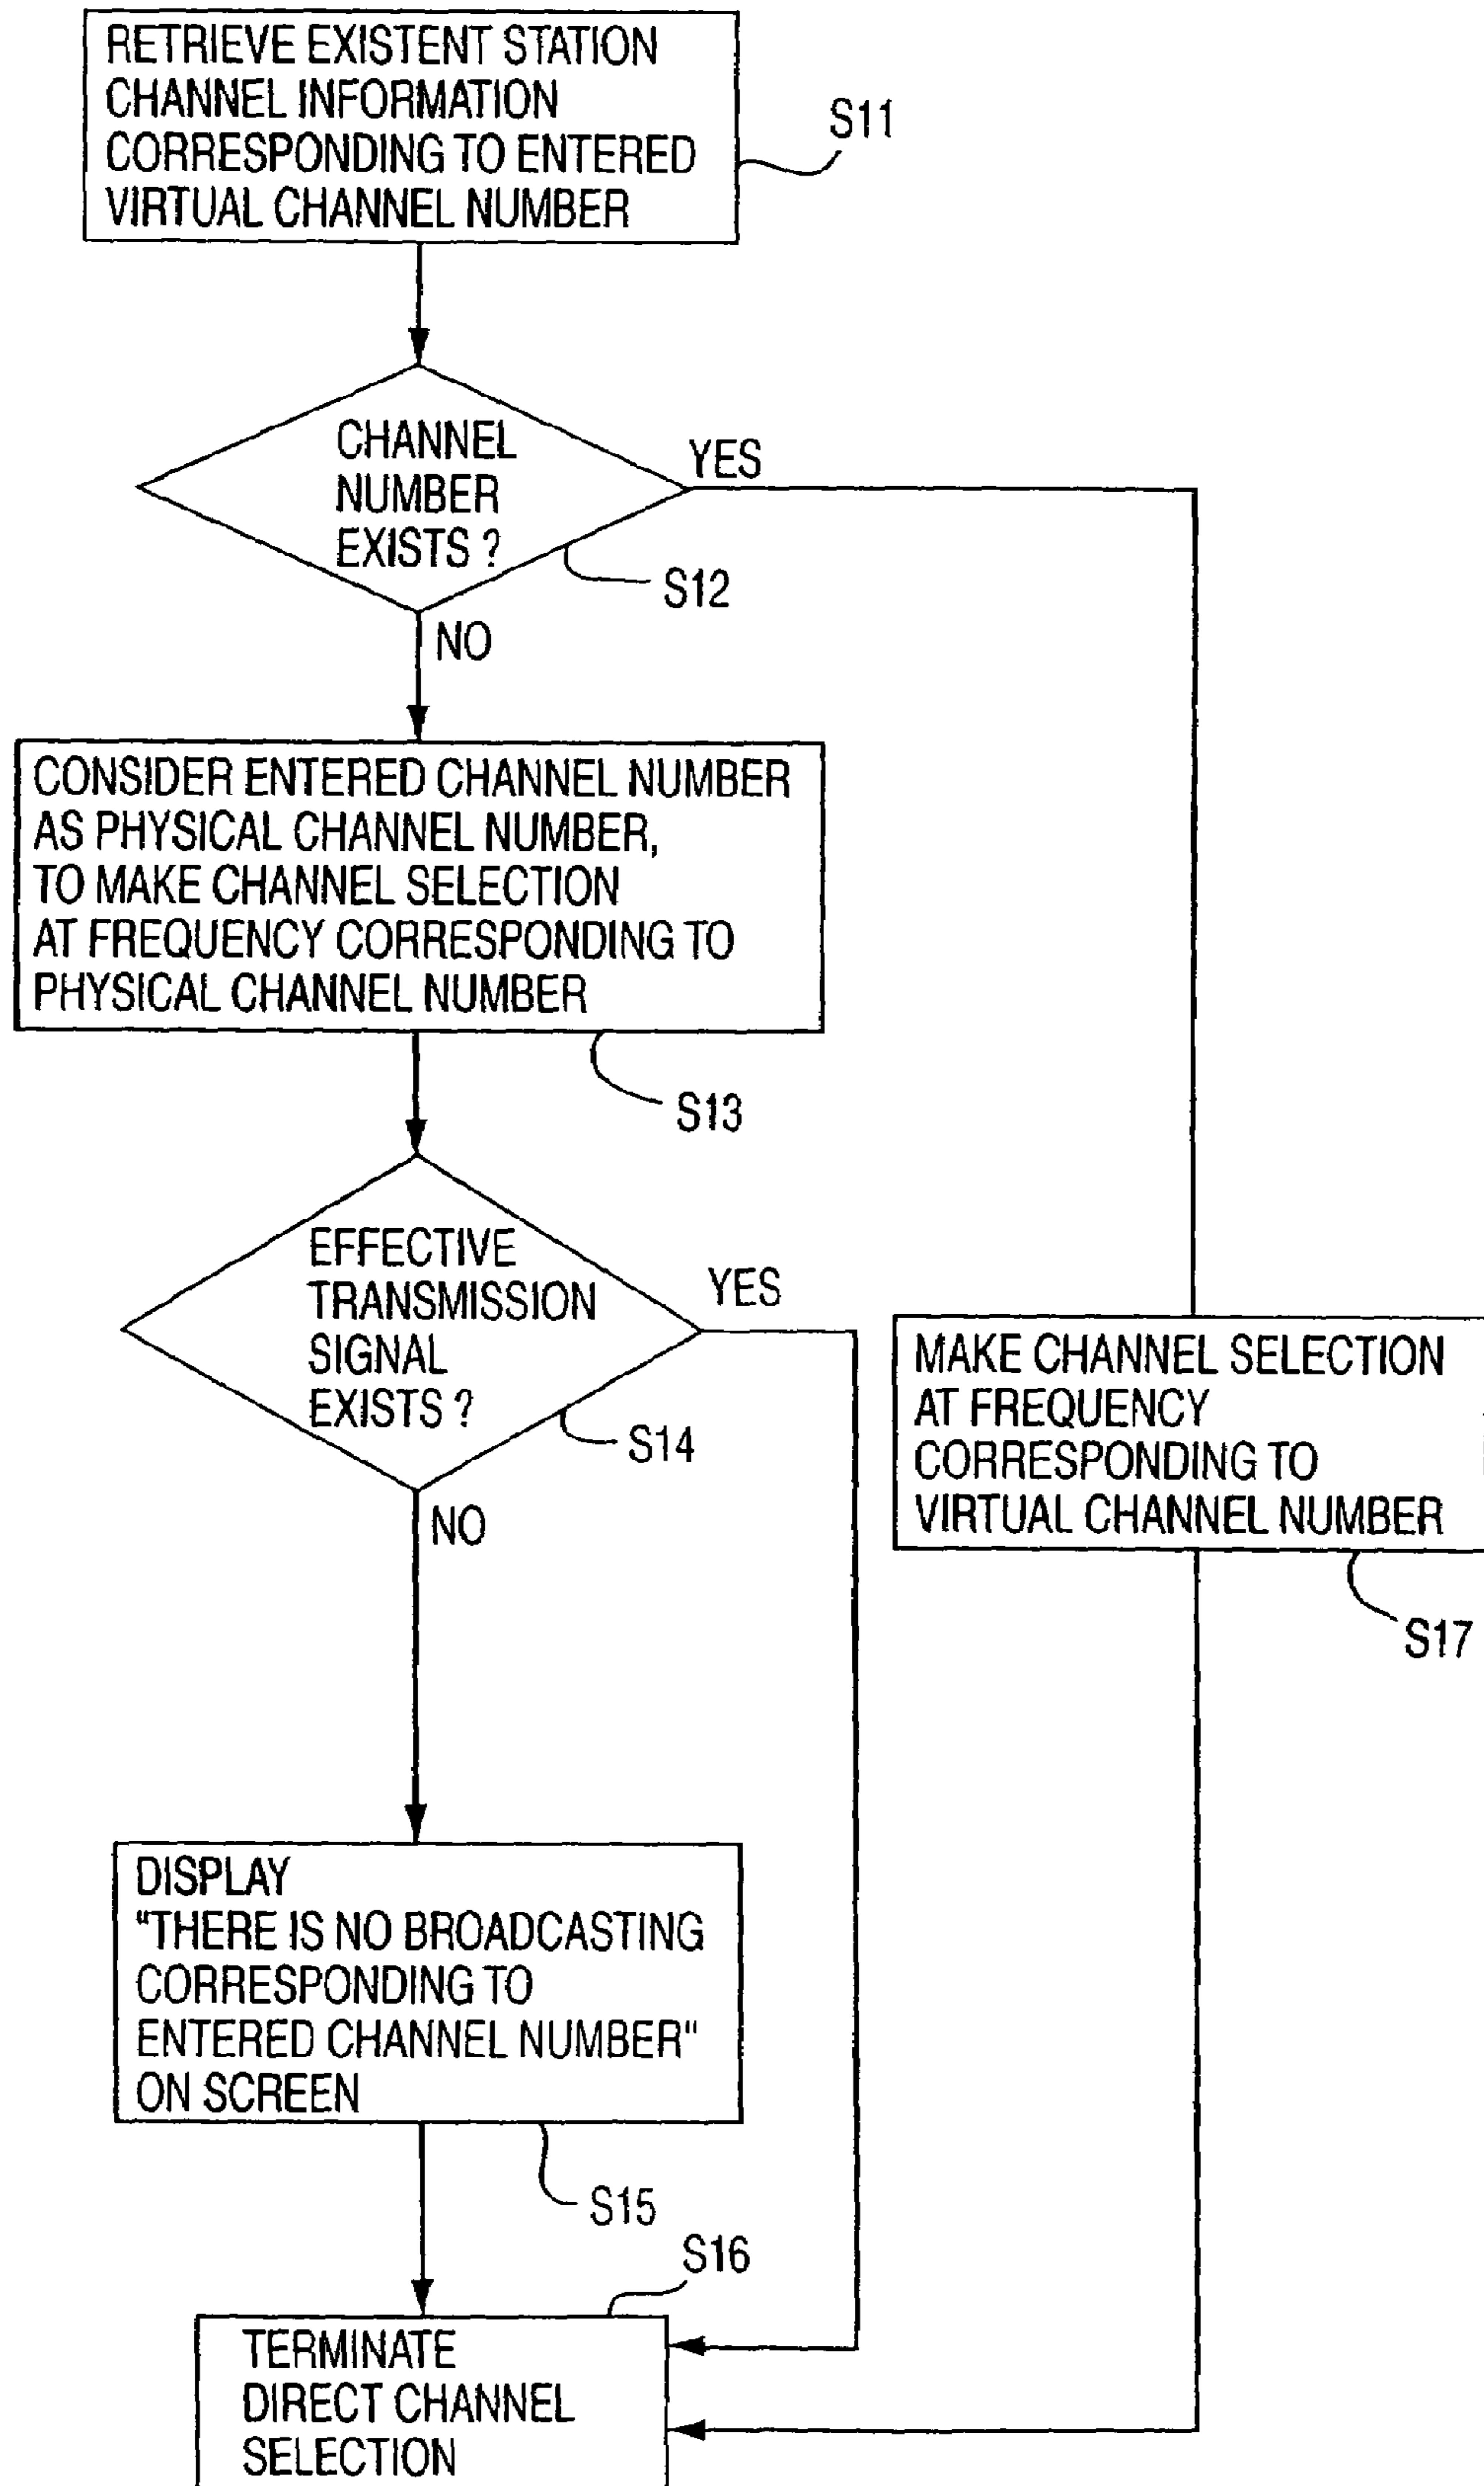 RETRIEVE EXISTENT STATION
CHANNEL INFORMATION
CORRESPONDING TO ENTERED
VIRTUAL CHANNEL NUMBER
S11
CHANNEL
NUMBER
EXISTS ?
YES
S12
NO
CONSIDER ENTERED CHANNEL NUMBER
AS PHYSICAL CHANNEL NUMBER,
TO MAKE CHANNEL SELECTION
AT FREQUENCY CORRESPONDING TO
PHYSICAL CHANNEL NUMBER
S13
EFFECTIVE
TRANSMISSION
SIGNAL
EXISTS ?
YES
S14
NO
MAKE CHANNEL SELECTION
AT FREQUENCY
CORRESPONDING TO
VIRTUAL CHANNEL NUMBER
S17
DISPLAY
"THERE IS NO BROADCASTING
CORRESPONDING TO
ENTERED CHANNEL NUMBER"
ON SCREEN
S15
S16
TERMINATE
DIRECT CHANNEL
SELECTION